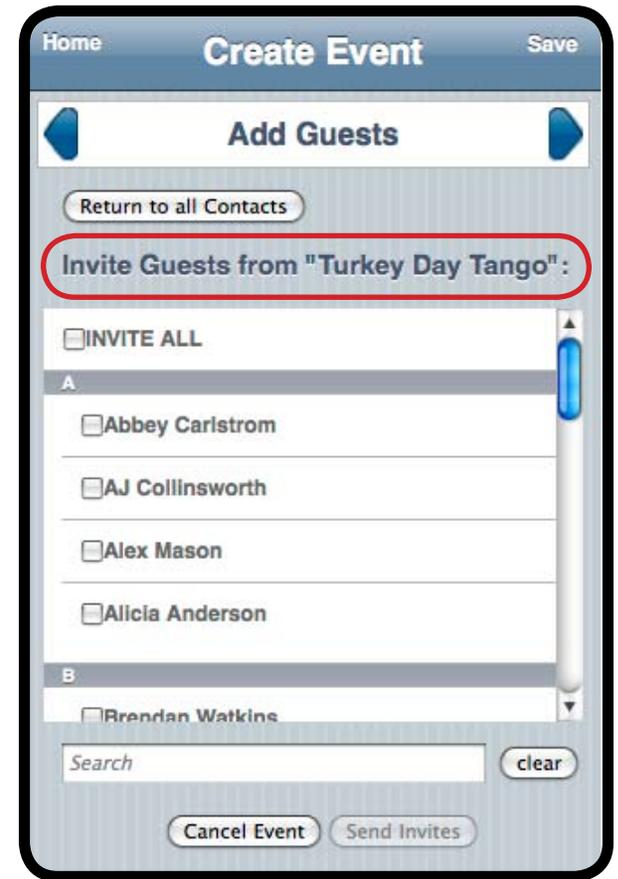 Home Create Event Save
Add Guests
Return to all Contacts
Invite Guests from "Turkey Day Tango":
INVITE ALL
A
Abbey Carlstrom
AJ Collinsworth
Alex Mason
Alicia Anderson
B
Brendan Watkins
Search clear
Cancel Event Send Invites